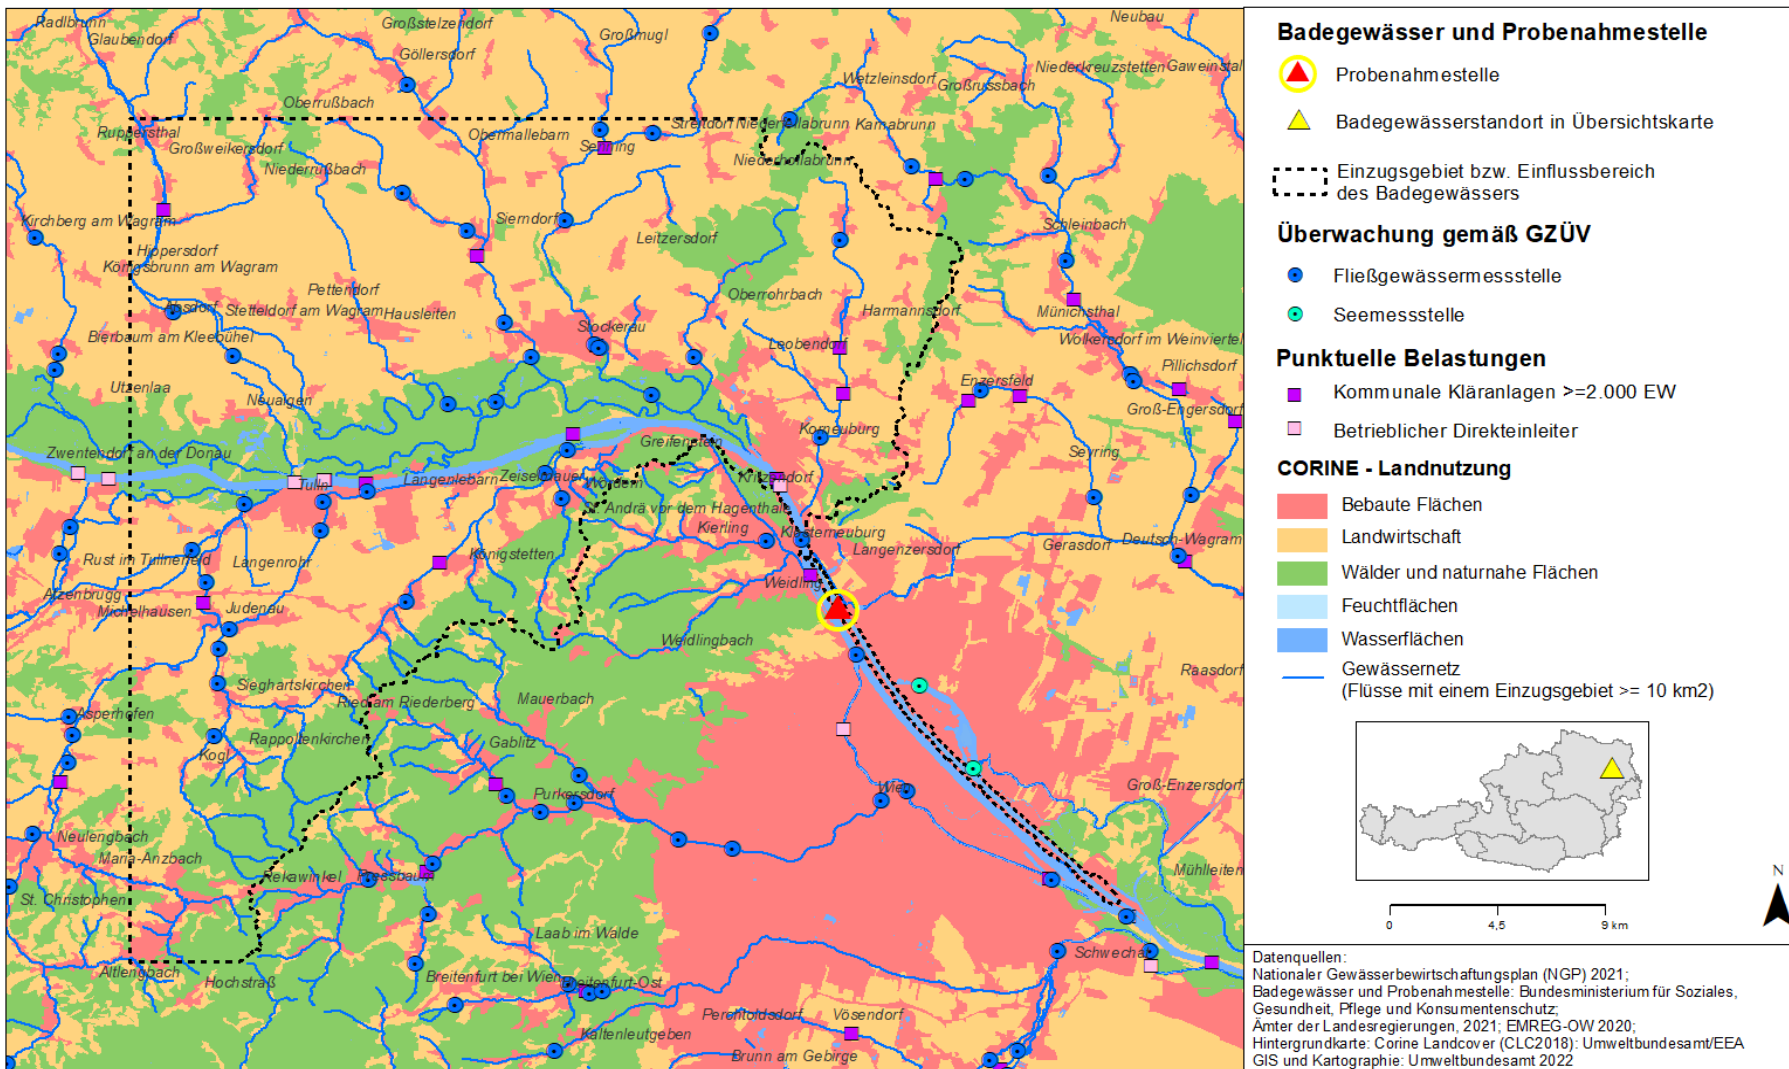 Radlbrunn
Glaubendorf
Großstelzendorf
Göllersdorf
Großmugl
Neubau
Wetzleinsdorf
Niederkreuzstetten
Gaweinstal
Großrussbach
Oberrußbach
Ruppersthal
Großweikersdorf
Niederrußbach
Obermallebarn
Senning
Streitdorf
Niederfellabrunn
Karnabrunn
Niederhollabrunn
Kirchberg am Wagram
Hippersdorf
Königsbrunn am Wagram
Sierndorf
Leitzersdorf
Schleinbach
Absdorf
Pettendorf
Stetteldorf am Wagram
Hausleiten
Stockerau
Oberrohrbach
Harmannsdorf
Münichsthal
Bierbaum am Kleebühel
Leobendorf
Wolkersdorf im Weinviertel
Pillichsdorf
Utzenlaa
Neuaigen
Enzersfeld
Groß-Engersdorf
Zwentendorf an der Donau
Greifenstein
Korneuburg
Seyring
Tulln
Langenlebarn
Zeiselmauer
Wördern
Kritzendorf
St. Andrä vor dem Hagenthale
Kierling
Klosterneuburg
Langenzersdorf
Gerasdorf
Deutsch-Wagram
Rust im Tullnerfeld
Langenrohr
Königstetten
Atzenbrugg
Michelhausen
Judenau
Weidling
Weidlingbach
Raasdorf
Sieghartskirchen
Ried am Riederberg
Mauerbach
Asperhofen
Rappoltenkirchen
Kogl
Gablitz
Purkersdorf
Wien
Groß-Enzersdorf
Neulengbach
Maria-Anzbach
Rekawinkel
Pressbaum
Mühlleiten
St. Christophen
Laab im Walde
Altlengbach
Hochstraß
Breitenfurt bei Wien
Breitenfurt-Ost
Schwechat
Kaltenleutgeben
Perchtoldsdorf
Vösendorf
Brunn am Gebirge
Badegewässer und Probenahmestelle
Probenahmestelle
Badegewässerstandort in Übersichtskarte
Einzugsgebiet bzw. Einflussbereich
des Badegewässers
Überwachung gemäß GZÜV
Fließgewässermessstelle
Seemessstelle
Punktuelle Belastungen
Kommunale Kläranlagen >=2.000 EW
Betrieblicher Direkteinleiter
CORINE - Landnutzung
Bebaute Flächen
Landwirtschaft
Wälder und naturnahe Flächen
Feuchtflächen
Wasserflächen
Gewässernetz
(Flüsse mit einem Einzugsgebiet >= 10 km2)
N
0 4,5 9 km
Datenquellen:
Nationaler Gewässerbewirtschaftungsplan (NGP) 2021;
Badegewässer und Probenahmestelle: Bundesministerium für Soziales,
Gesundheit, Pflege und Konsumentenschutz;
Ämter der Landesregierungen, 2021; EMREG-OW 2020;
Hintergrundkarte: Corine Landcover (CLC2018): Umweltbundesamt/EEA
GIS und Kartographie: Umweltbundesamt 2022